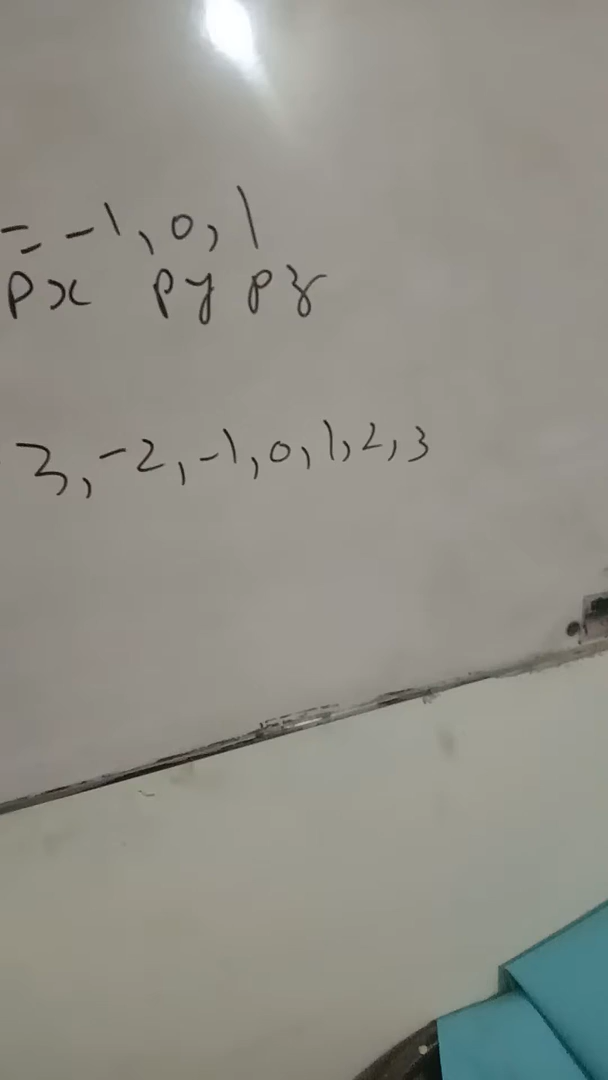 = -1, 0, 1
px py pz
3, -2, -1, 0, 1, 2, 3